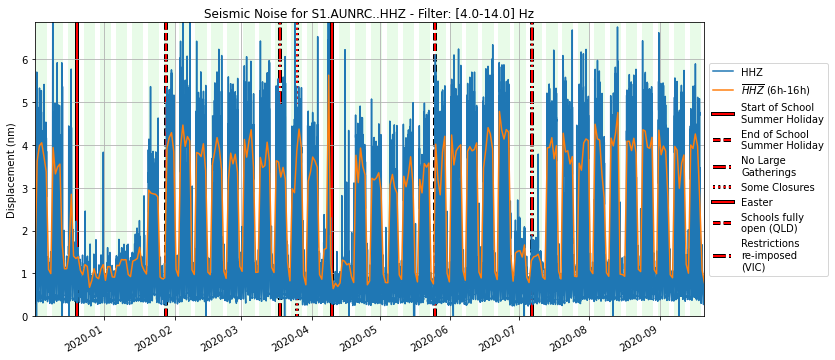 Seismic Noise for S1.AUNRC..HHZ - Filter: [4.0-14.0] Hz
Displacement (nm)
6
5
4
3
2
1
0
2020-01
2020-02
2020-03
2020-04
2020-05
2020-06
2020-07
2020-08
2020-09
HHZ
HHZ (6h-16h)
Start of School
Summer Holiday
End of School
Summer Holiday
No Large
Gatherings
Some Closures
Easter
Schools fully
open (QLD)
Restrictions
re-imposed
(VIC)